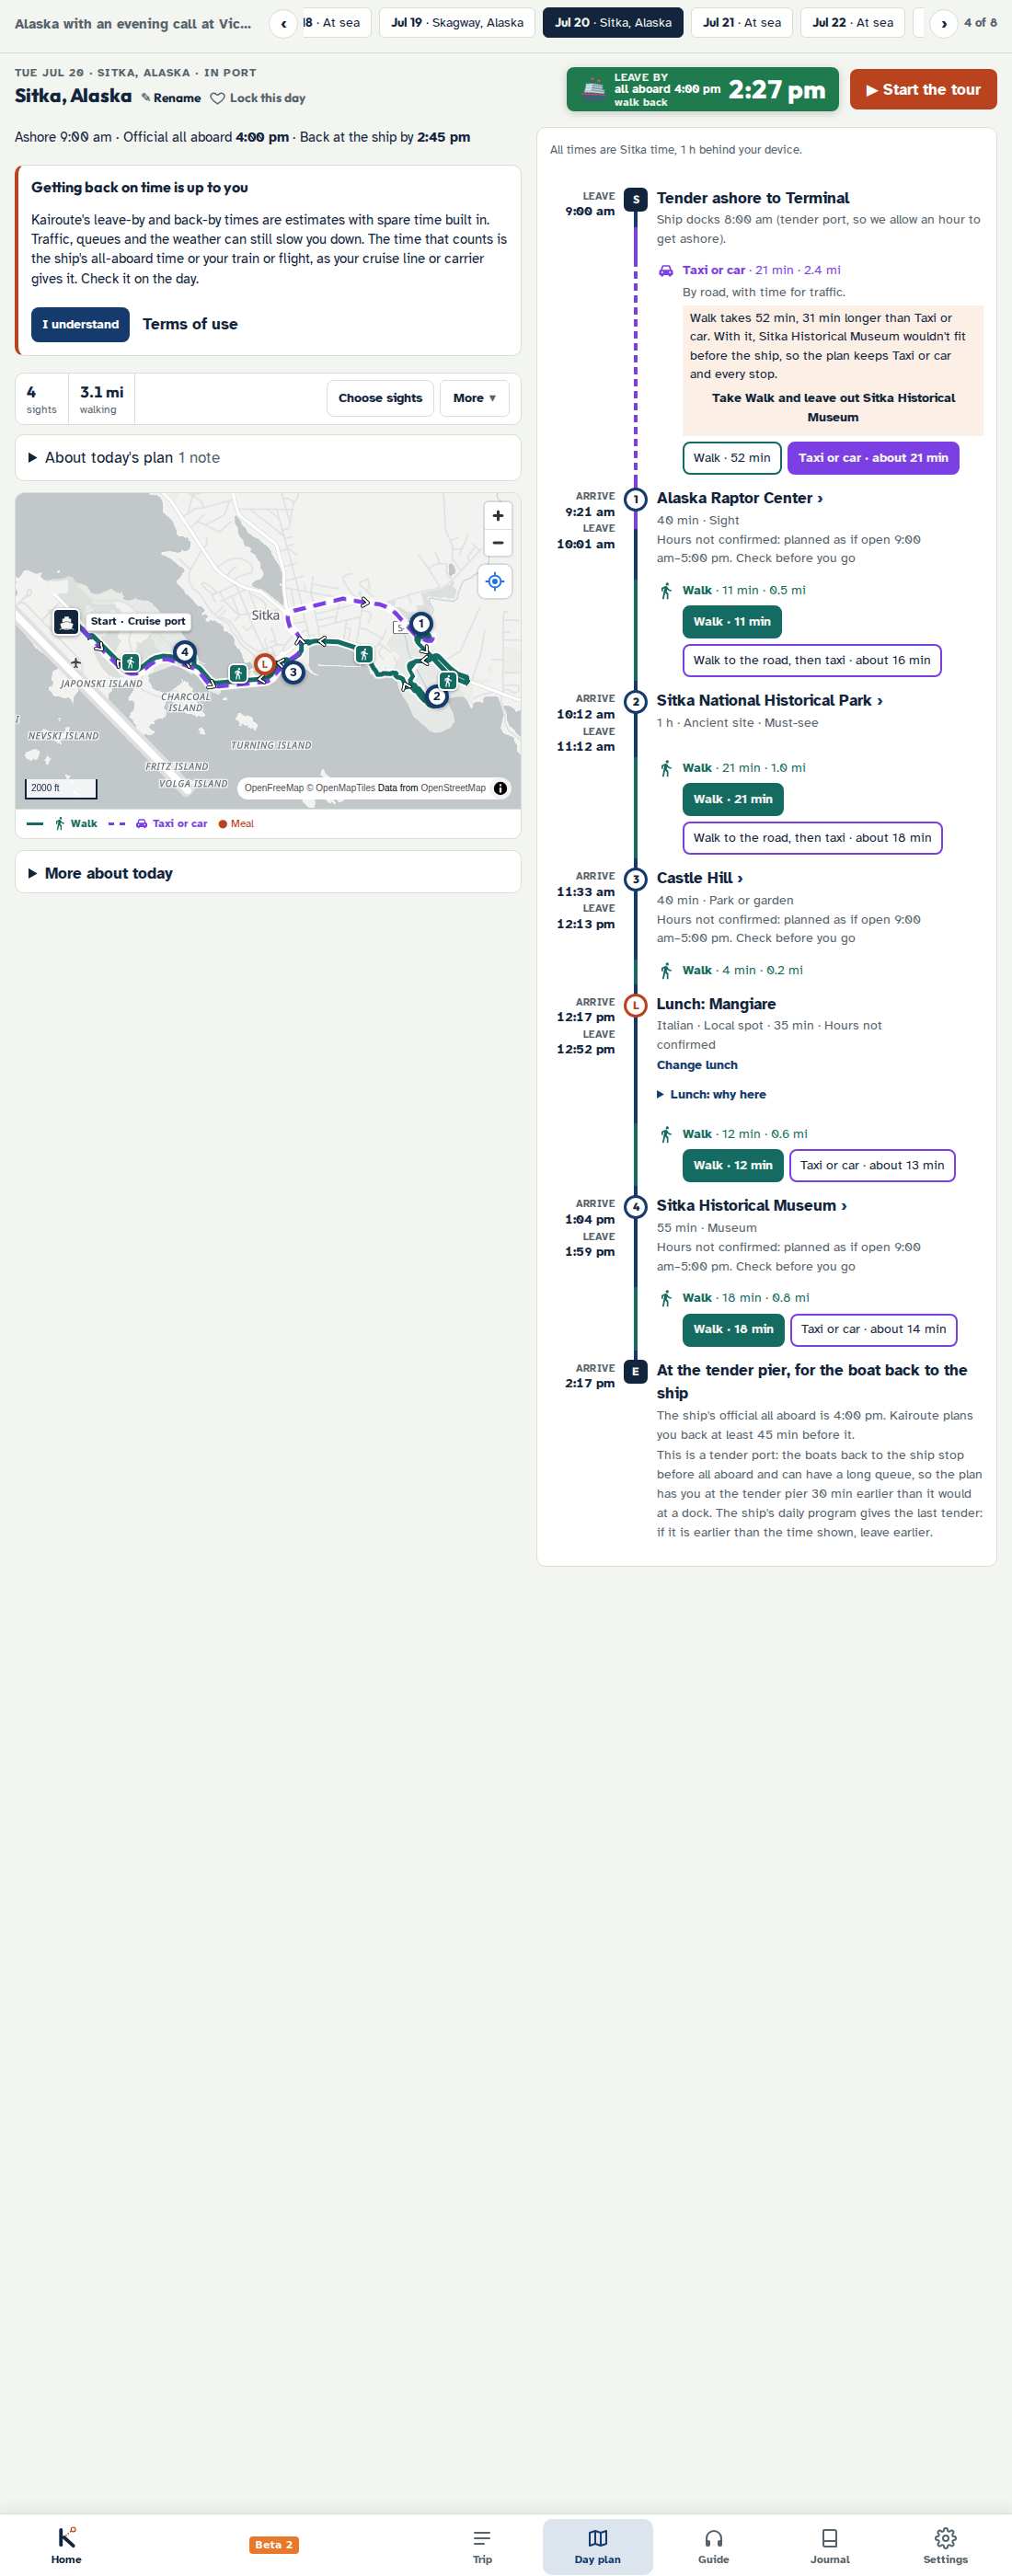 Alaska with an evening call at Vic...
‹
18 · At sea
Jul 19 · Skagway, Alaska
Jul 20 · Sitka, Alaska
Jul 21 · At sea
Jul 22 · At sea
›
4 of 8
TUE JUL 20 · SITKA, ALASKA · IN PORT
Sitka, Alaska
✎ Rename
Lock this day
LEAVE BY
all aboard 4:00 pm
walk back
2:27 pm
▶ Start the tour
Ashore 9:00 am · Official all aboard 4:00 pm · Back at the ship by 2:45 pm
Getting back on time is up to you
Kairoute's leave-by and back-by times are estimates with spare time built in.
Traffic, queues and the weather can still slow you down. The time that counts is
the ship's all-aboard time or your train or flight, as your cruise line or carrier
gives it. Check it on the day.
I understand
Terms of use
4
sights
3.1 mi
walking
Choose sights
More ▼
▶ About today's plan 1 note
+
−
Sitka
Start · Cruise port
1
S
4
L
3
2
JAPONSKI ISLAND
CHARCOAL
ISLAND
NEVSKI ISLAND
TURNING ISLAND
FRITZ ISLAND
VOLGA ISLAND
2000 ft
OpenFreeMap © OpenMapTiles Data from OpenStreetMap
Walk
Taxi or car
Meal
▶ More about today
All times are Sitka time, 1 h behind your device.
LEAVE
9:00 am
S
Tender ashore to Terminal
Ship docks 8:00 am (tender port, so we allow an hour to
get ashore).
Taxi or car · 21 min · 2.4 mi
By road, with time for traffic.
Walk takes 52 min, 31 min longer than Taxi or
car. With it, Sitka Historical Museum wouldn't fit
before the ship, so the plan keeps Taxi or car
and every stop.
Take Walk and leave out Sitka Historical
Museum
Walk · 52 min
Taxi or car · about 21 min
ARRIVE
9:21 am
LEAVE
10:01 am
1
Alaska Raptor Center ›
40 min · Sight
Hours not confirmed: planned as if open 9:00
am–5:00 pm. Check before you go
Walk · 11 min · 0.5 mi
Walk · 11 min
Walk to the road, then taxi · about 16 min
ARRIVE
10:12 am
LEAVE
11:12 am
2
Sitka National Historical Park ›
1 h · Ancient site · Must-see
Walk · 21 min · 1.0 mi
Walk · 21 min
Walk to the road, then taxi · about 18 min
ARRIVE
11:33 am
LEAVE
12:13 pm
3
Castle Hill ›
40 min · Park or garden
Hours not confirmed: planned as if open 9:00
am–5:00 pm. Check before you go
Walk · 4 min · 0.2 mi
ARRIVE
12:17 pm
LEAVE
12:52 pm
L
Lunch: Mangiare
Italian · Local spot · 35 min · Hours not
confirmed
Change lunch
▶ Lunch: why here
Walk · 12 min · 0.6 mi
Walk · 12 min
Taxi or car · about 13 min
ARRIVE
1:04 pm
LEAVE
1:59 pm
4
Sitka Historical Museum ›
55 min · Museum
Hours not confirmed: planned as if open 9:00
am–5:00 pm. Check before you go
Walk · 18 min · 0.8 mi
Walk · 18 min
Taxi or car · about 14 min
ARRIVE
2:17 pm
E
At the tender pier, for the boat back to the
ship
The ship's official all aboard is 4:00 pm. Kairoute plans
you back at least 45 min before it.
This is a tender port: the boats back to the ship stop
before all aboard and can have a long queue, so the plan
has you at the tender pier 30 min earlier than it would
at a dock. The ship's daily program gives the last tender:
if it is earlier than the time shown, leave earlier.
Home
Beta 2
Trip
Day plan
Guide
Journal
Settings